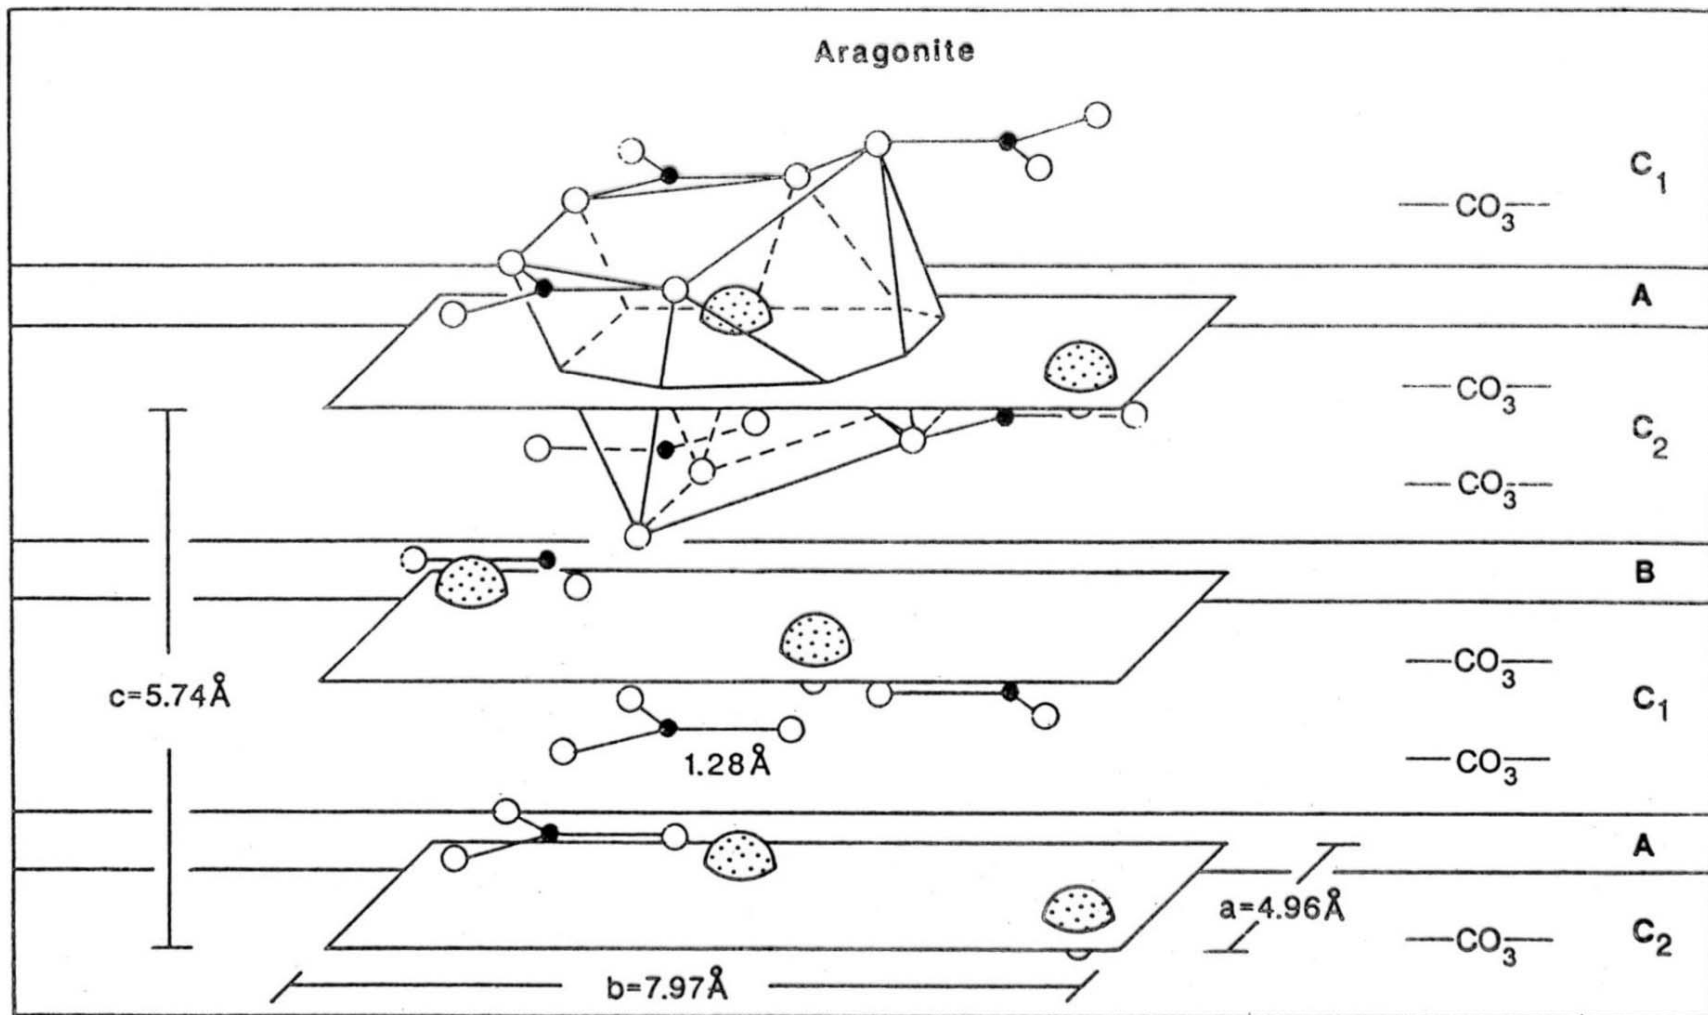 Aragonite
C1
CO3
A
CO3
C2
CO3
B
CO3
c=5.74Å
C1
1.28Å
CO3
A
a=4.96Å
CO3
C2
b=7.97Å